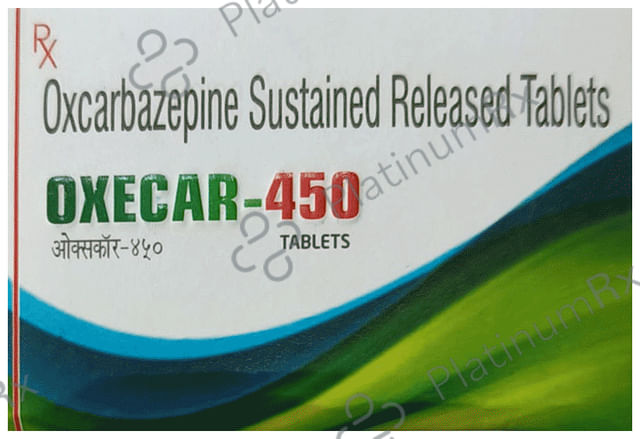 Rx
Oxcarbazepine Sustained Released Tablets
OXECAR-450
ओक्सकॉर-४५०
TABLETS
PlatinumRx
PlatinumRx
PlatinumRx